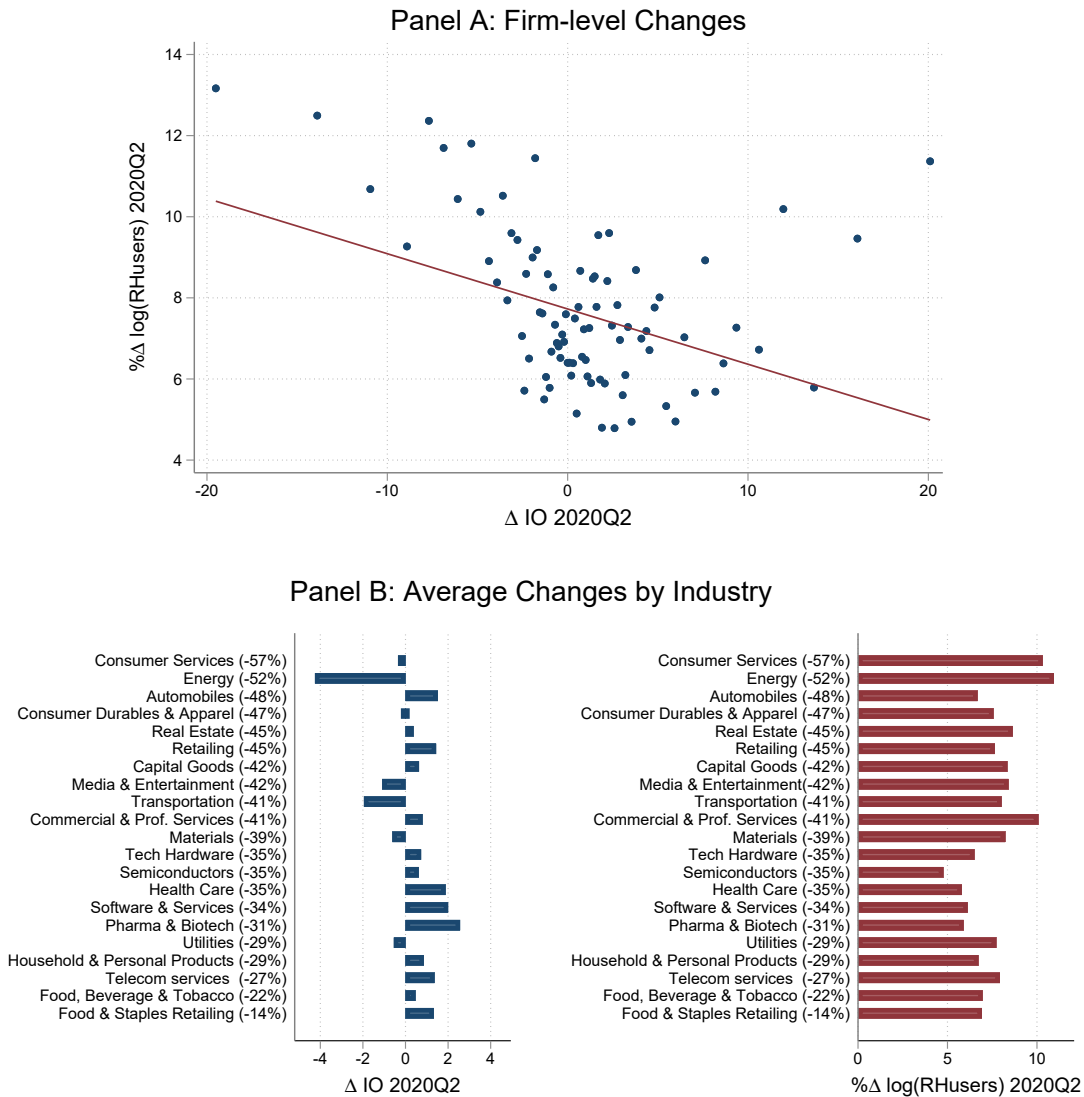 Panel A: Firm-level Changes
14
12
10
8
6
4
%Δ log(RHusers) 2020Q2
-20
-10
0
10
20
Δ IO 2020Q2
Panel B: Average Changes by Industry
Consumer Services (-57%)
Energy (-52%)
Automobiles (-48%)
Consumer Durables & Apparel (-47%)
Real Estate (-45%)
Retailing (-45%)
Capital Goods (-42%)
Media & Entertainment (-42%)
Transportation (-41%)
Commercial & Prof. Services (-41%)
Materials (-39%)
Tech Hardware (-35%)
Semiconductors (-35%)
Health Care (-35%)
Software & Services (-34%)
Pharma & Biotech (-31%)
Utilities (-29%)
Household & Personal Products (-29%)
Telecom services (-27%)
Food, Beverage & Tobacco (-22%)
Food & Staples Retailing (-14%)
-4
-2
0
2
4
Δ IO 2020Q2
Consumer Services (-57%)
Energy (-52%)
Automobiles (-48%)
Consumer Durables & Apparel (-47%)
Real Estate (-45%)
Retailing (-45%)
Capital Goods (-42%)
Media & Entertainment(-42%)
Transportation (-41%)
Commercial & Prof. Services (-41%)
Materials (-39%)
Tech Hardware (-35%)
Semiconductors (-35%)
Health Care (-35%)
Software & Services (-34%)
Pharma & Biotech (-31%)
Utilities (-29%)
Household & Personal Products (-29%)
Telecom services (-27%)
Food, Beverage & Tobacco (-22%)
Food & Staples Retailing (-14%)
0
5
10
%Δ log(RHusers) 2020Q2